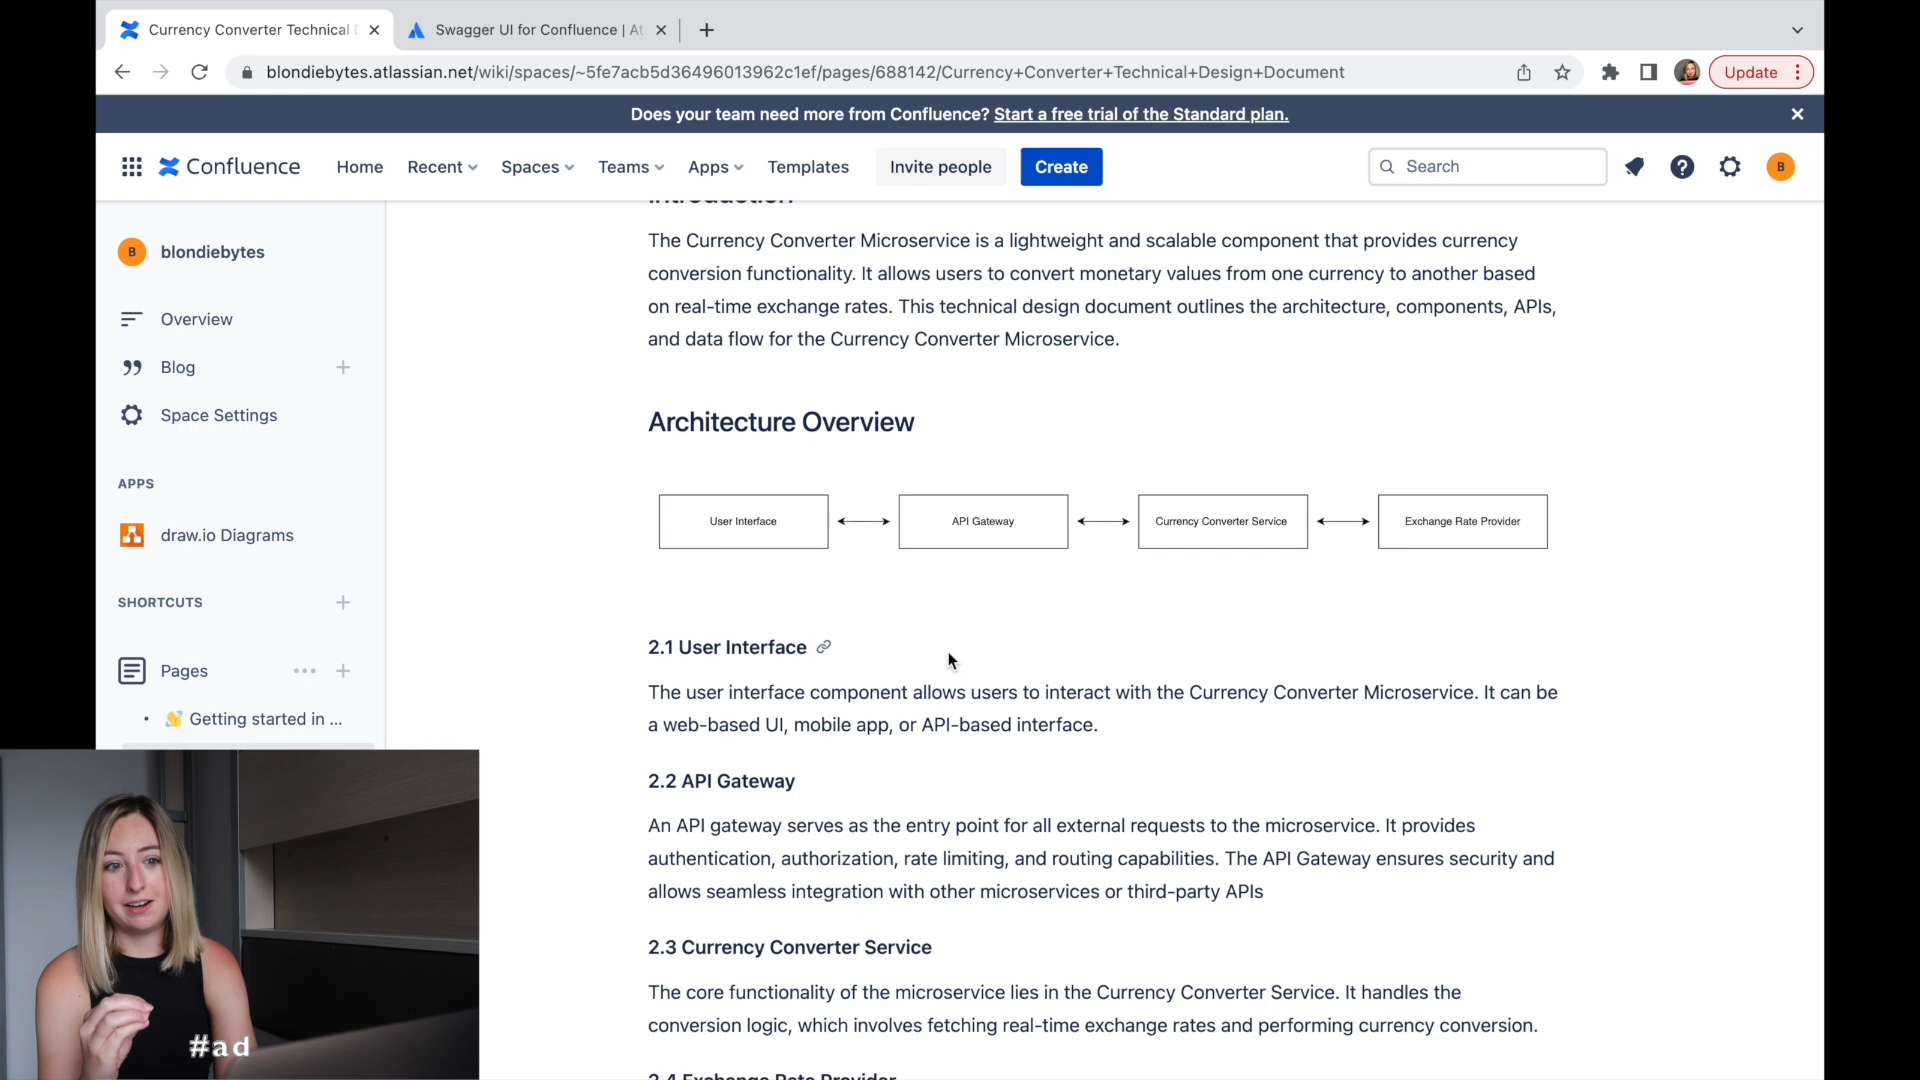 Currency Converter Technical D
Swagger UI for Confluence | At
blondiebytes.atlassian.net/wiki/spaces/~5fe7acb5d36496013962c1ef/pages/688142/Currency+Converter+Technical+Design+Document
Update
Does your team need more from Confluence? Start a free trial of the Standard plan.
Confluence
Home
Recent
Spaces
Teams
Apps
Templates
Invite people
Create
Search
B
B
blondiebytes
Overview
Blog
Space Settings
APPS
draw.io Diagrams
SHORTCUTS
Pages
Getting started in ...
Introduction
The Currency Converter Microservice is a lightweight and scalable component that provides currency
conversion functionality. It allows users to convert monetary values from one currency to another based
on real-time exchange rates. This technical design document outlines the architecture, components, APIs,
and data flow for the Currency Converter Microservice.
Architecture Overview
User Interface
API Gateway
Currency Converter Service
Exchange Rate Provider
2.1 User Interface
The user interface component allows users to interact with the Currency Converter Microservice. It can be
a web-based UI, mobile app, or API-based interface.
2.2 API Gateway
An API gateway serves as the entry point for all external requests to the microservice. It provides
authentication, authorization, rate limiting, and routing capabilities. The API Gateway ensures security and
allows seamless integration with other microservices or third-party APIs
2.3 Currency Converter Service
The core functionality of the microservice lies in the Currency Converter Service. It handles the
conversion logic, which involves fetching real-time exchange rates and performing currency conversion.
2.4 Exchange Rate Provider
#ad